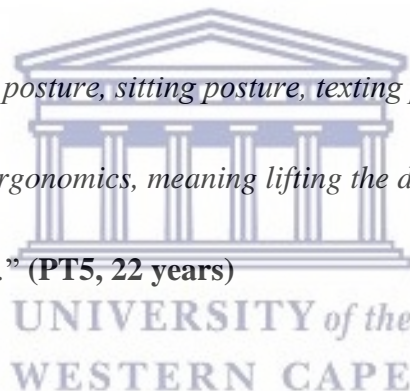 posture, sitting posture, texting
rgonomics, meaning lifting the
.” (PT5, 22 years)
UNIVERSITY of the
WESTERN CAPE